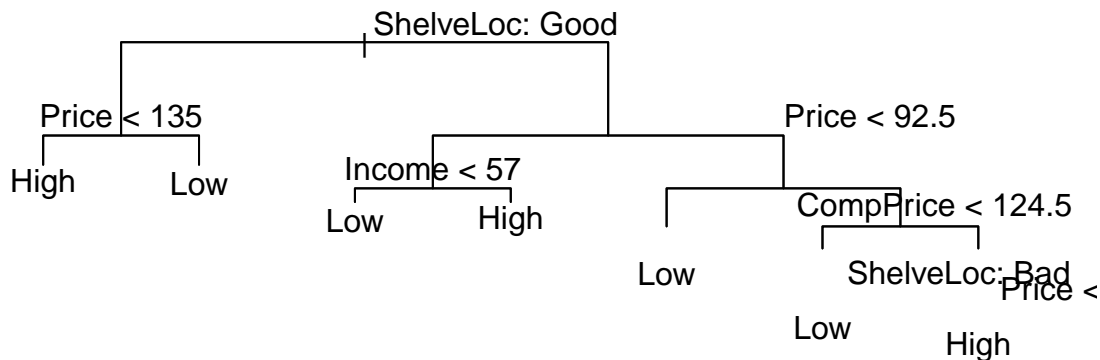 ShelveLoc: Good
Price < 135
Price < 92.5
High
Low
Income < 57
Low
High
CompPrice < 124.5
Low
ShelveLoc: Bad
Price <
Low
High